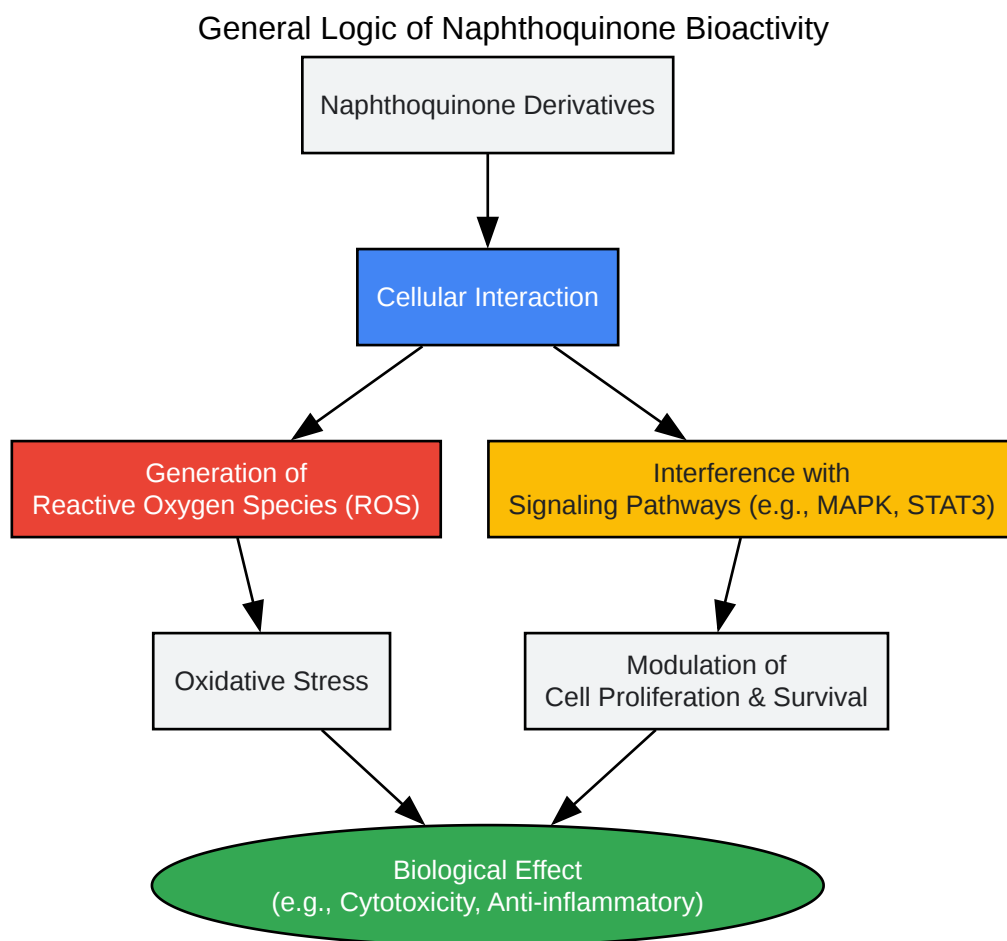 General Logic of Naphthoquinone Bioactivity
Naphthoquinone Derivatives
Cellular Interaction
Generation of
Reactive Oxygen Species (ROS)
Interference with
Signaling Pathways (e.g., MAPK, STAT3)
Oxidative Stress
Modulation of
Cell Proliferation & Survival
Biological Effect
(e.g., Cytotoxicity, Anti-inflammatory)